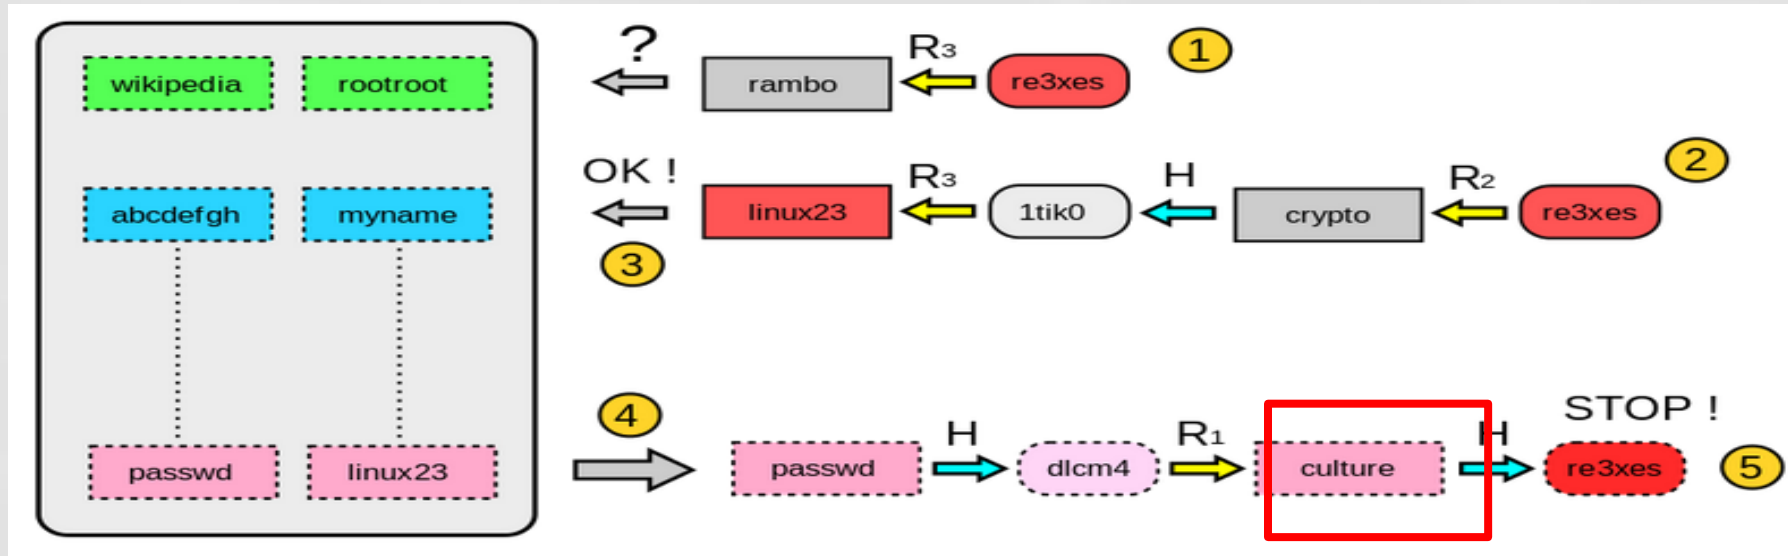 wikipedia rootroot
abcdefgh myname
passwd linux23
? rambo R3 re3xes 1
OK ! linux23 R3 1tik0 H crypto R2 re3xes 2
3
4
STOP !
passwd H dlcm4 R1 culture H re3xes 5